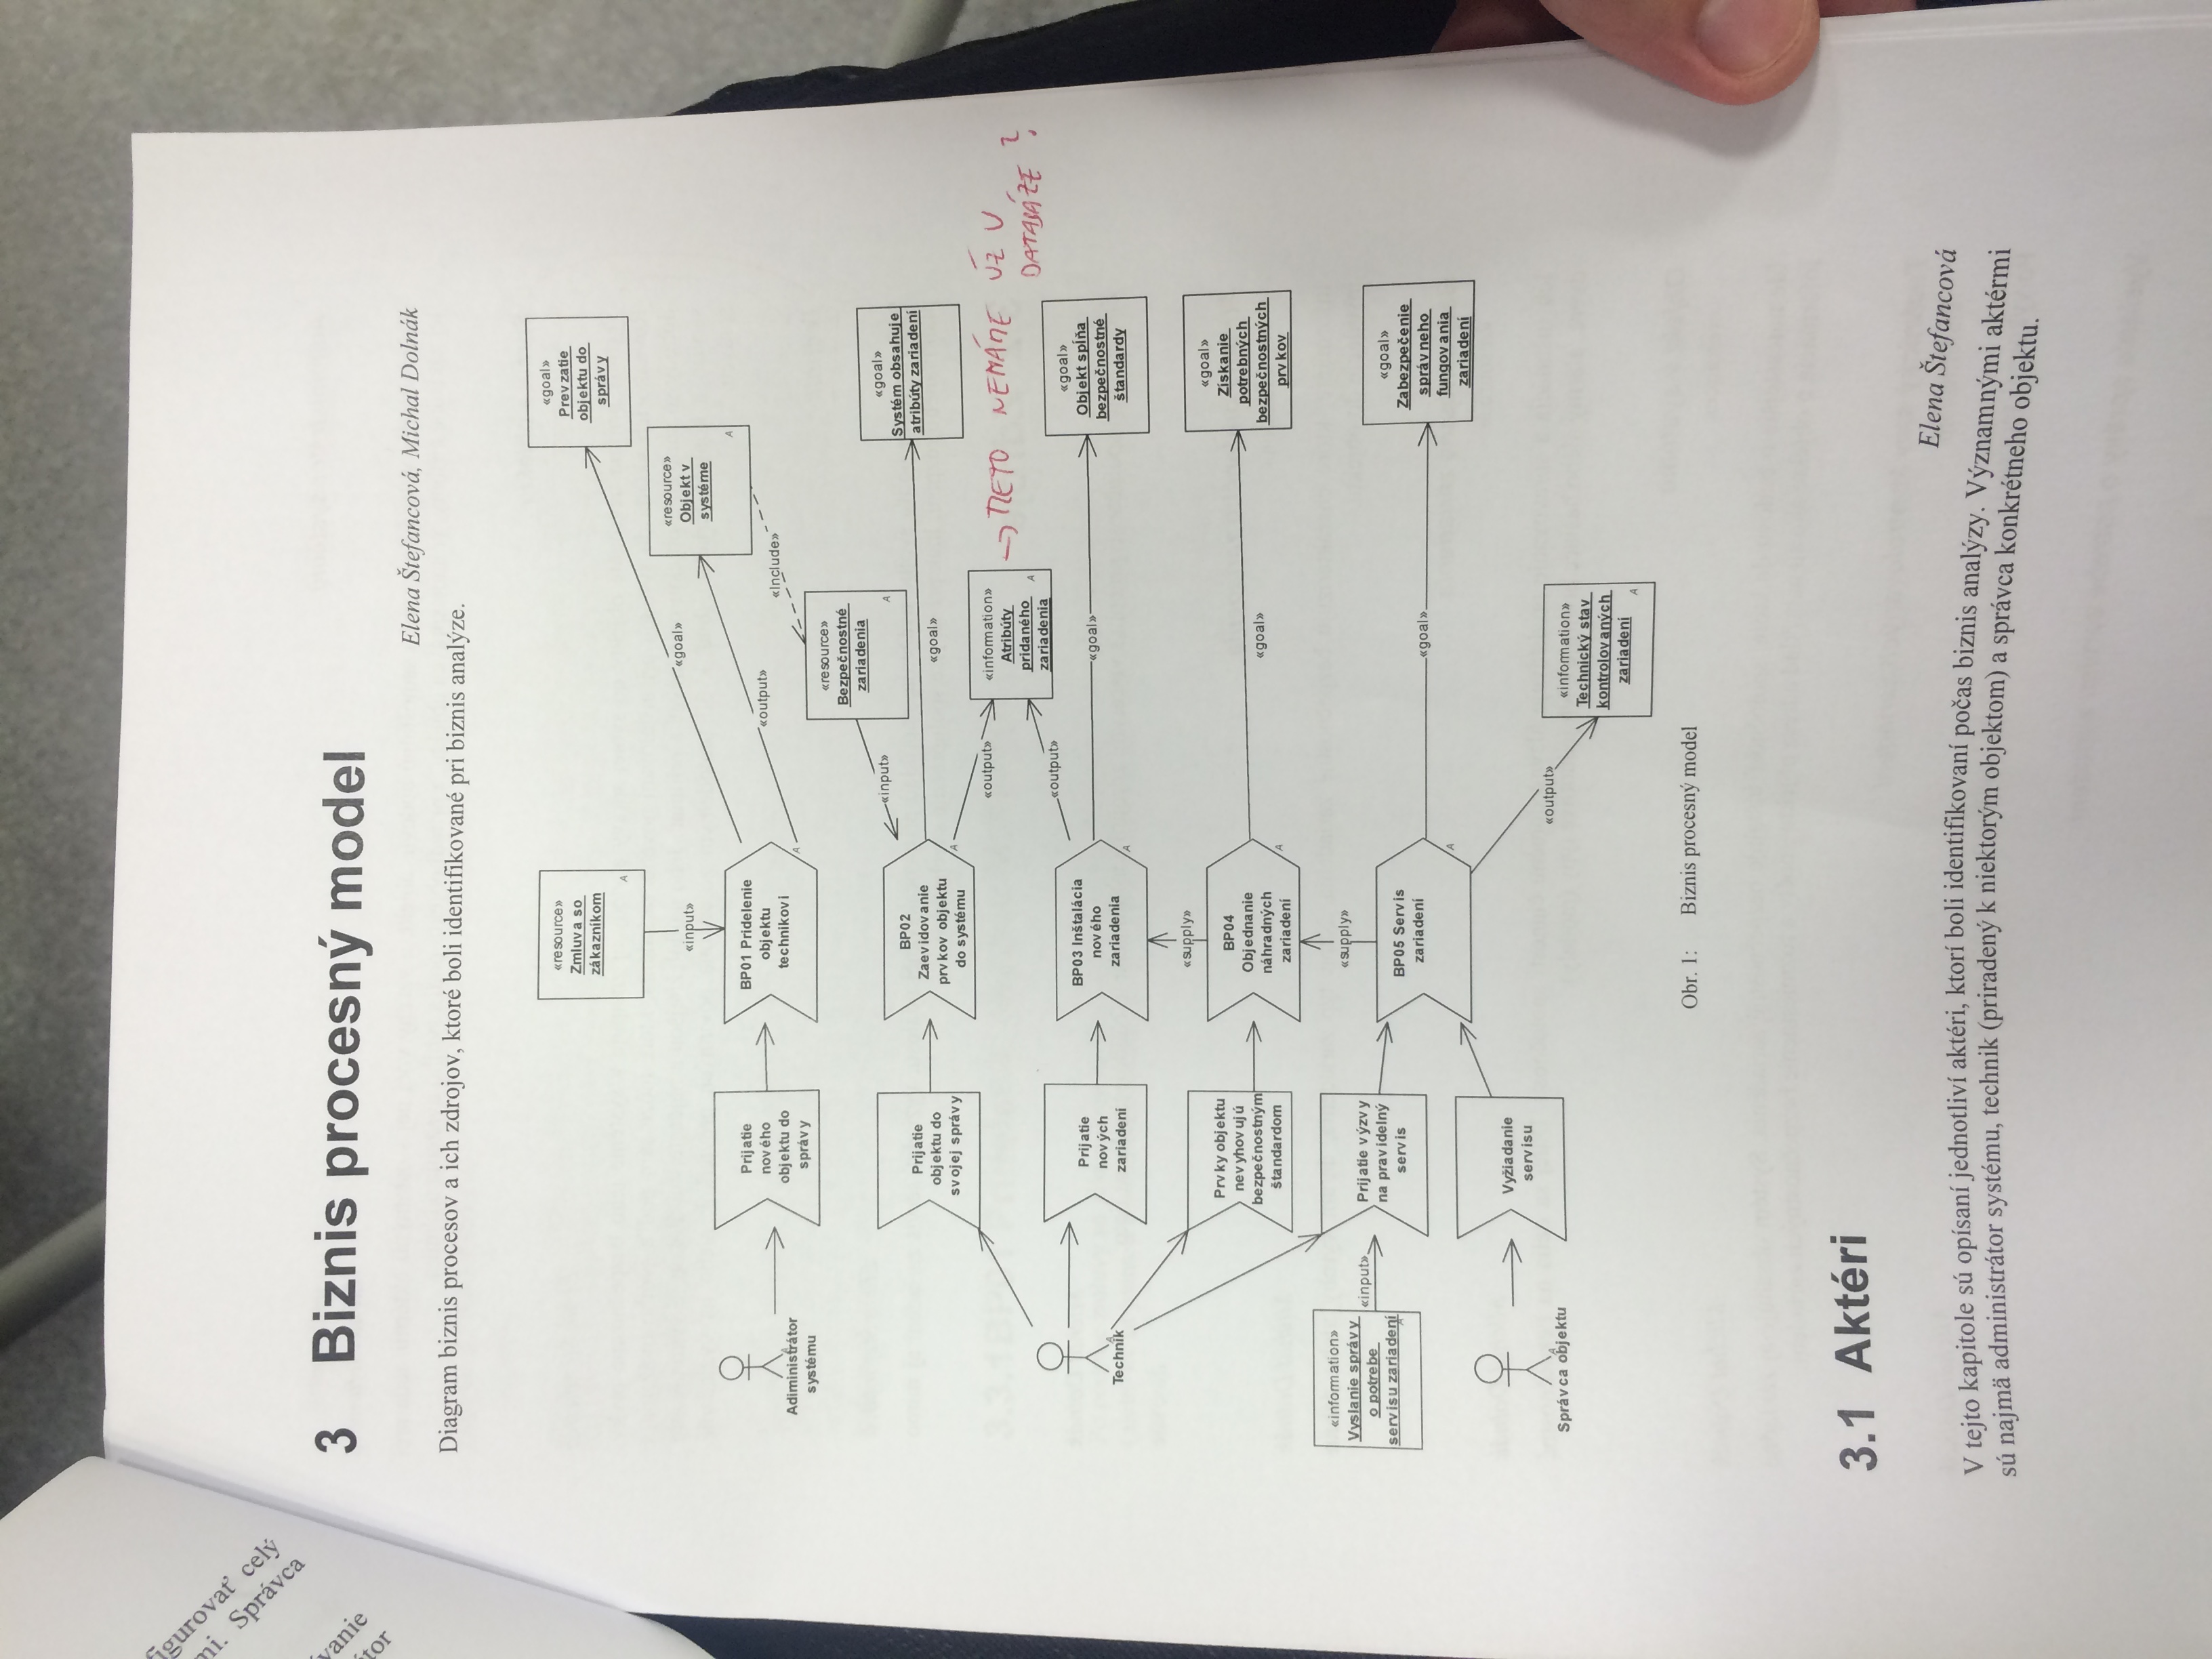 figurovať celý
mi. Správca
vanie
tor
3 Biznis procesný model
Elena Štefancová, Michal Dolnák
Diagram biznis procesov a ich zdrojov, ktoré boli identifikované pri biznis analýze.
«resource»
Zmluva so
zákazníkom
A
«input»
«goal»
Prevzatie
objektu do
správy
«goal»
«resource»
Objekt v
systéme
A
«output»
«Include»
Adiministrátor
systému
A
Prijatie
nového
objektu do
správy
BP01 Pridelenie
objektu
technikovi
A
«resource»
Bezpečnostné
zariadenia
A
«input»
Prijatie
objektu do
svojej správy
BP02
Zaevidovanie
prvkov objektu
do systému
A
«goal»
«goal»
Systém obsahuje
atribúty zariadení
«output»
«information»
Atribúty
pridaného
zariadenia
A
→ TIETO NEMÁME UŽ V
DATABÁZE ?
«output»
Technik
A
Prijatie
nových
zariadení
BP03 Inštalácia
nového
zariadenia
A
«goal»
«goal»
Objekt spĺňa
bezpečnostné
štandardy
«supply»
Prvky objektu
nevyhovujú
bezpečnostným
štandardom
BP04
Objednanie
náhradných
zariadení
A
«goal»
«goal»
Získanie
potrebných
bezpečnostných
prvkov
«supply»
«information»
Vyslanie správy
o potrebe
servisu zariadení
A
«input»
Prijatie výzvy
na pravidelný
servis
BP05 Servis
zariadení
A
«goal»
«goal»
Zabezpečenie
správneho
fungovania
zariadení
Správca objektu
A
Vyžiadanie
servisu
«output»
«information»
Technický stav
kontrolovaných
zariadení
A
Obr. 1: Biznis procesný model
3.1 Aktéri
Elena Štefancová
V tejto kapitole sú opísaní jednotliví aktéri, ktorí boli identifikovaní počas biznis analýzy. Významnými aktérmi
sú najmä administrátor systému, technik (priradený k niektorým objektom) a správca konkrétneho objektu.